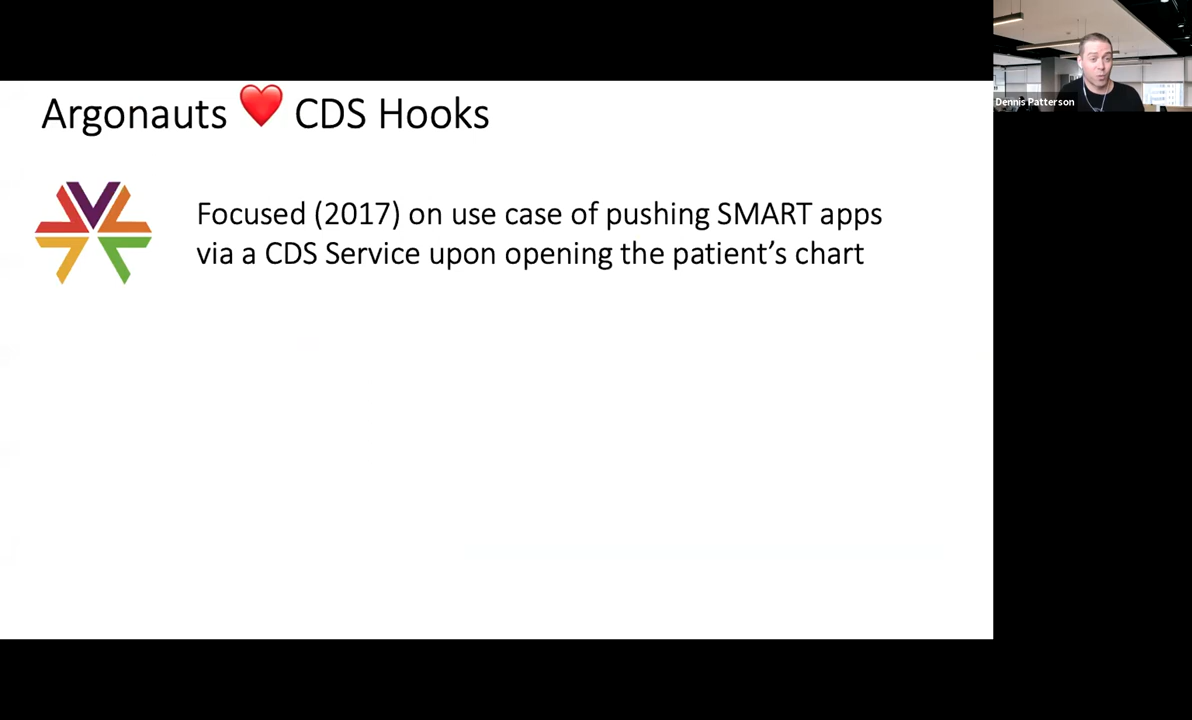 Argonauts ❤️ CDS Hooks
Focused (2017) on use case of pushing SMART apps
via a CDS Service upon opening the patient’s chart
Dennis Patterson